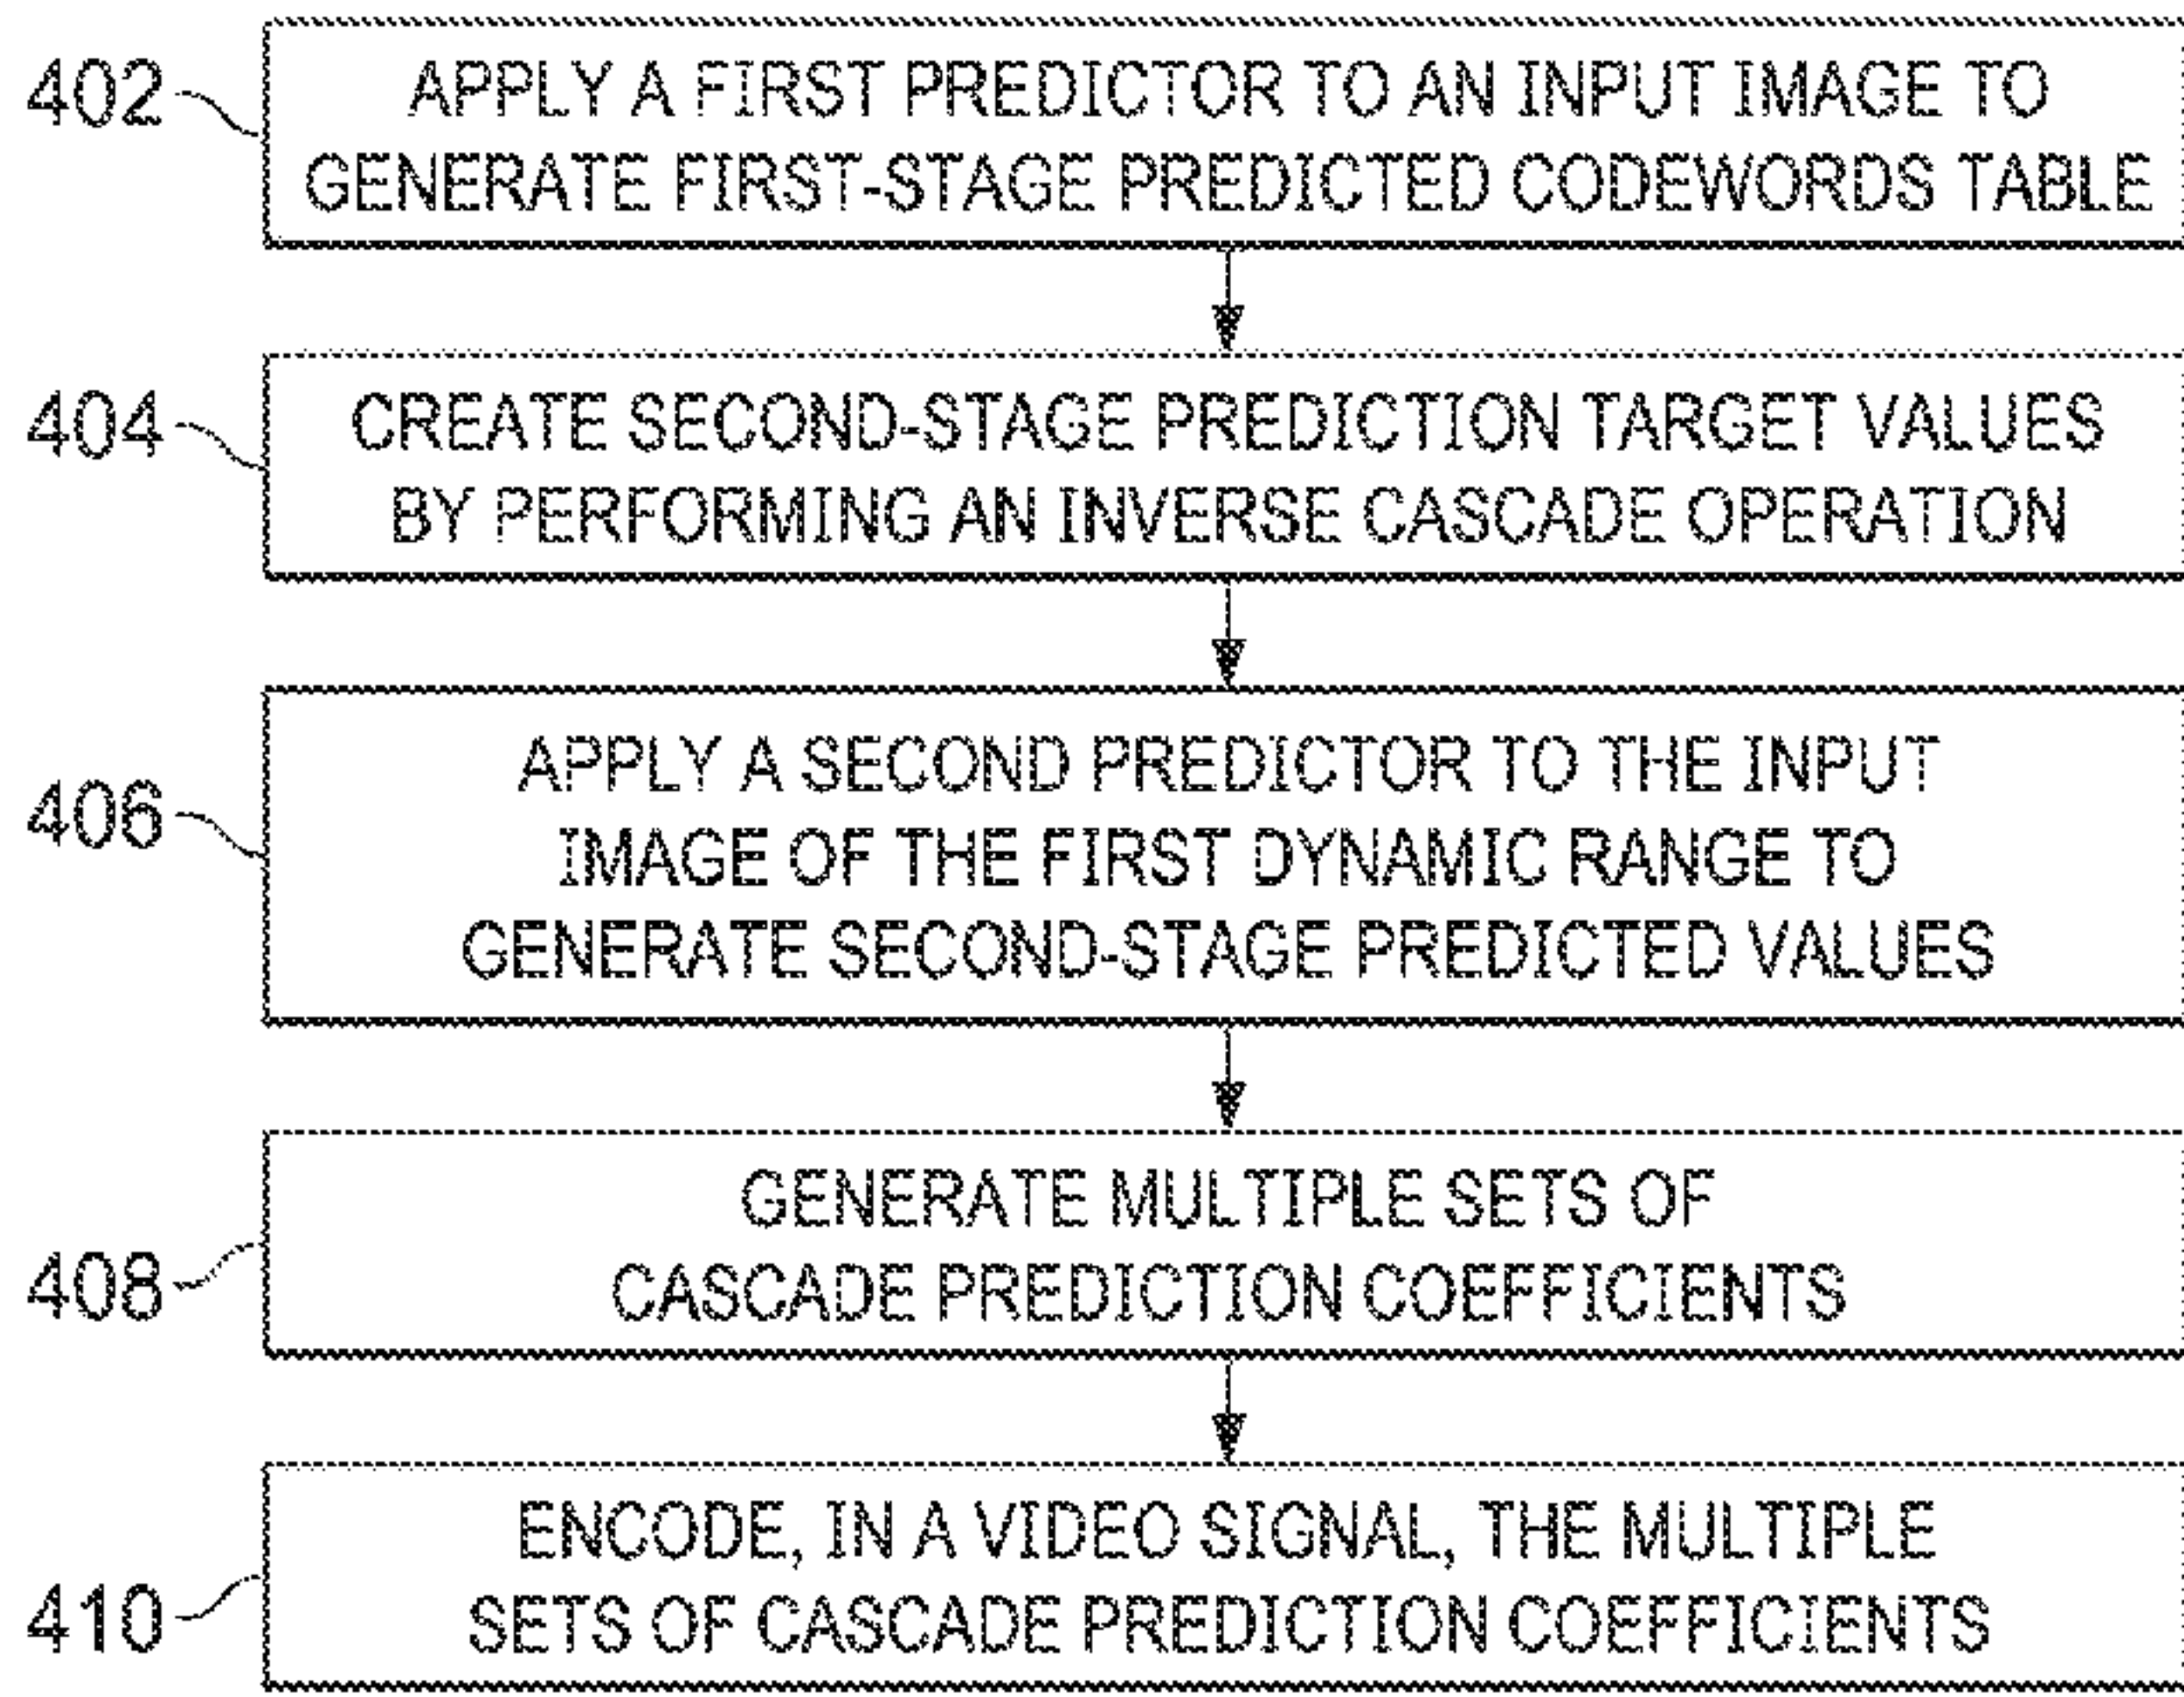 402
APPLY A FIRST PREDICTOR TO AN INPUT IMAGE TO
GENERATE FIRST-STAGE PREDICTED CODEWORDS TABLE
404
CREATE SECOND-STAGE PREDICTION TARGET VALUES
BY PERFORMING AN INVERSE CASCADE OPERATION
406
APPLY A SECOND PREDICTOR TO THE INPUT
IMAGE OF THE FIRST DYNAMIC RANGE TO
GENERATE SECOND-STAGE PREDICTED VALUES
408
GENERATE MULTIPLE SETS OF
CASCADE PREDICTION COEFFICIENTS
410
ENCODE, IN A VIDEO SIGNAL, THE MULTIPLE
SETS OF CASCADE PREDICTION COEFFICIENTS